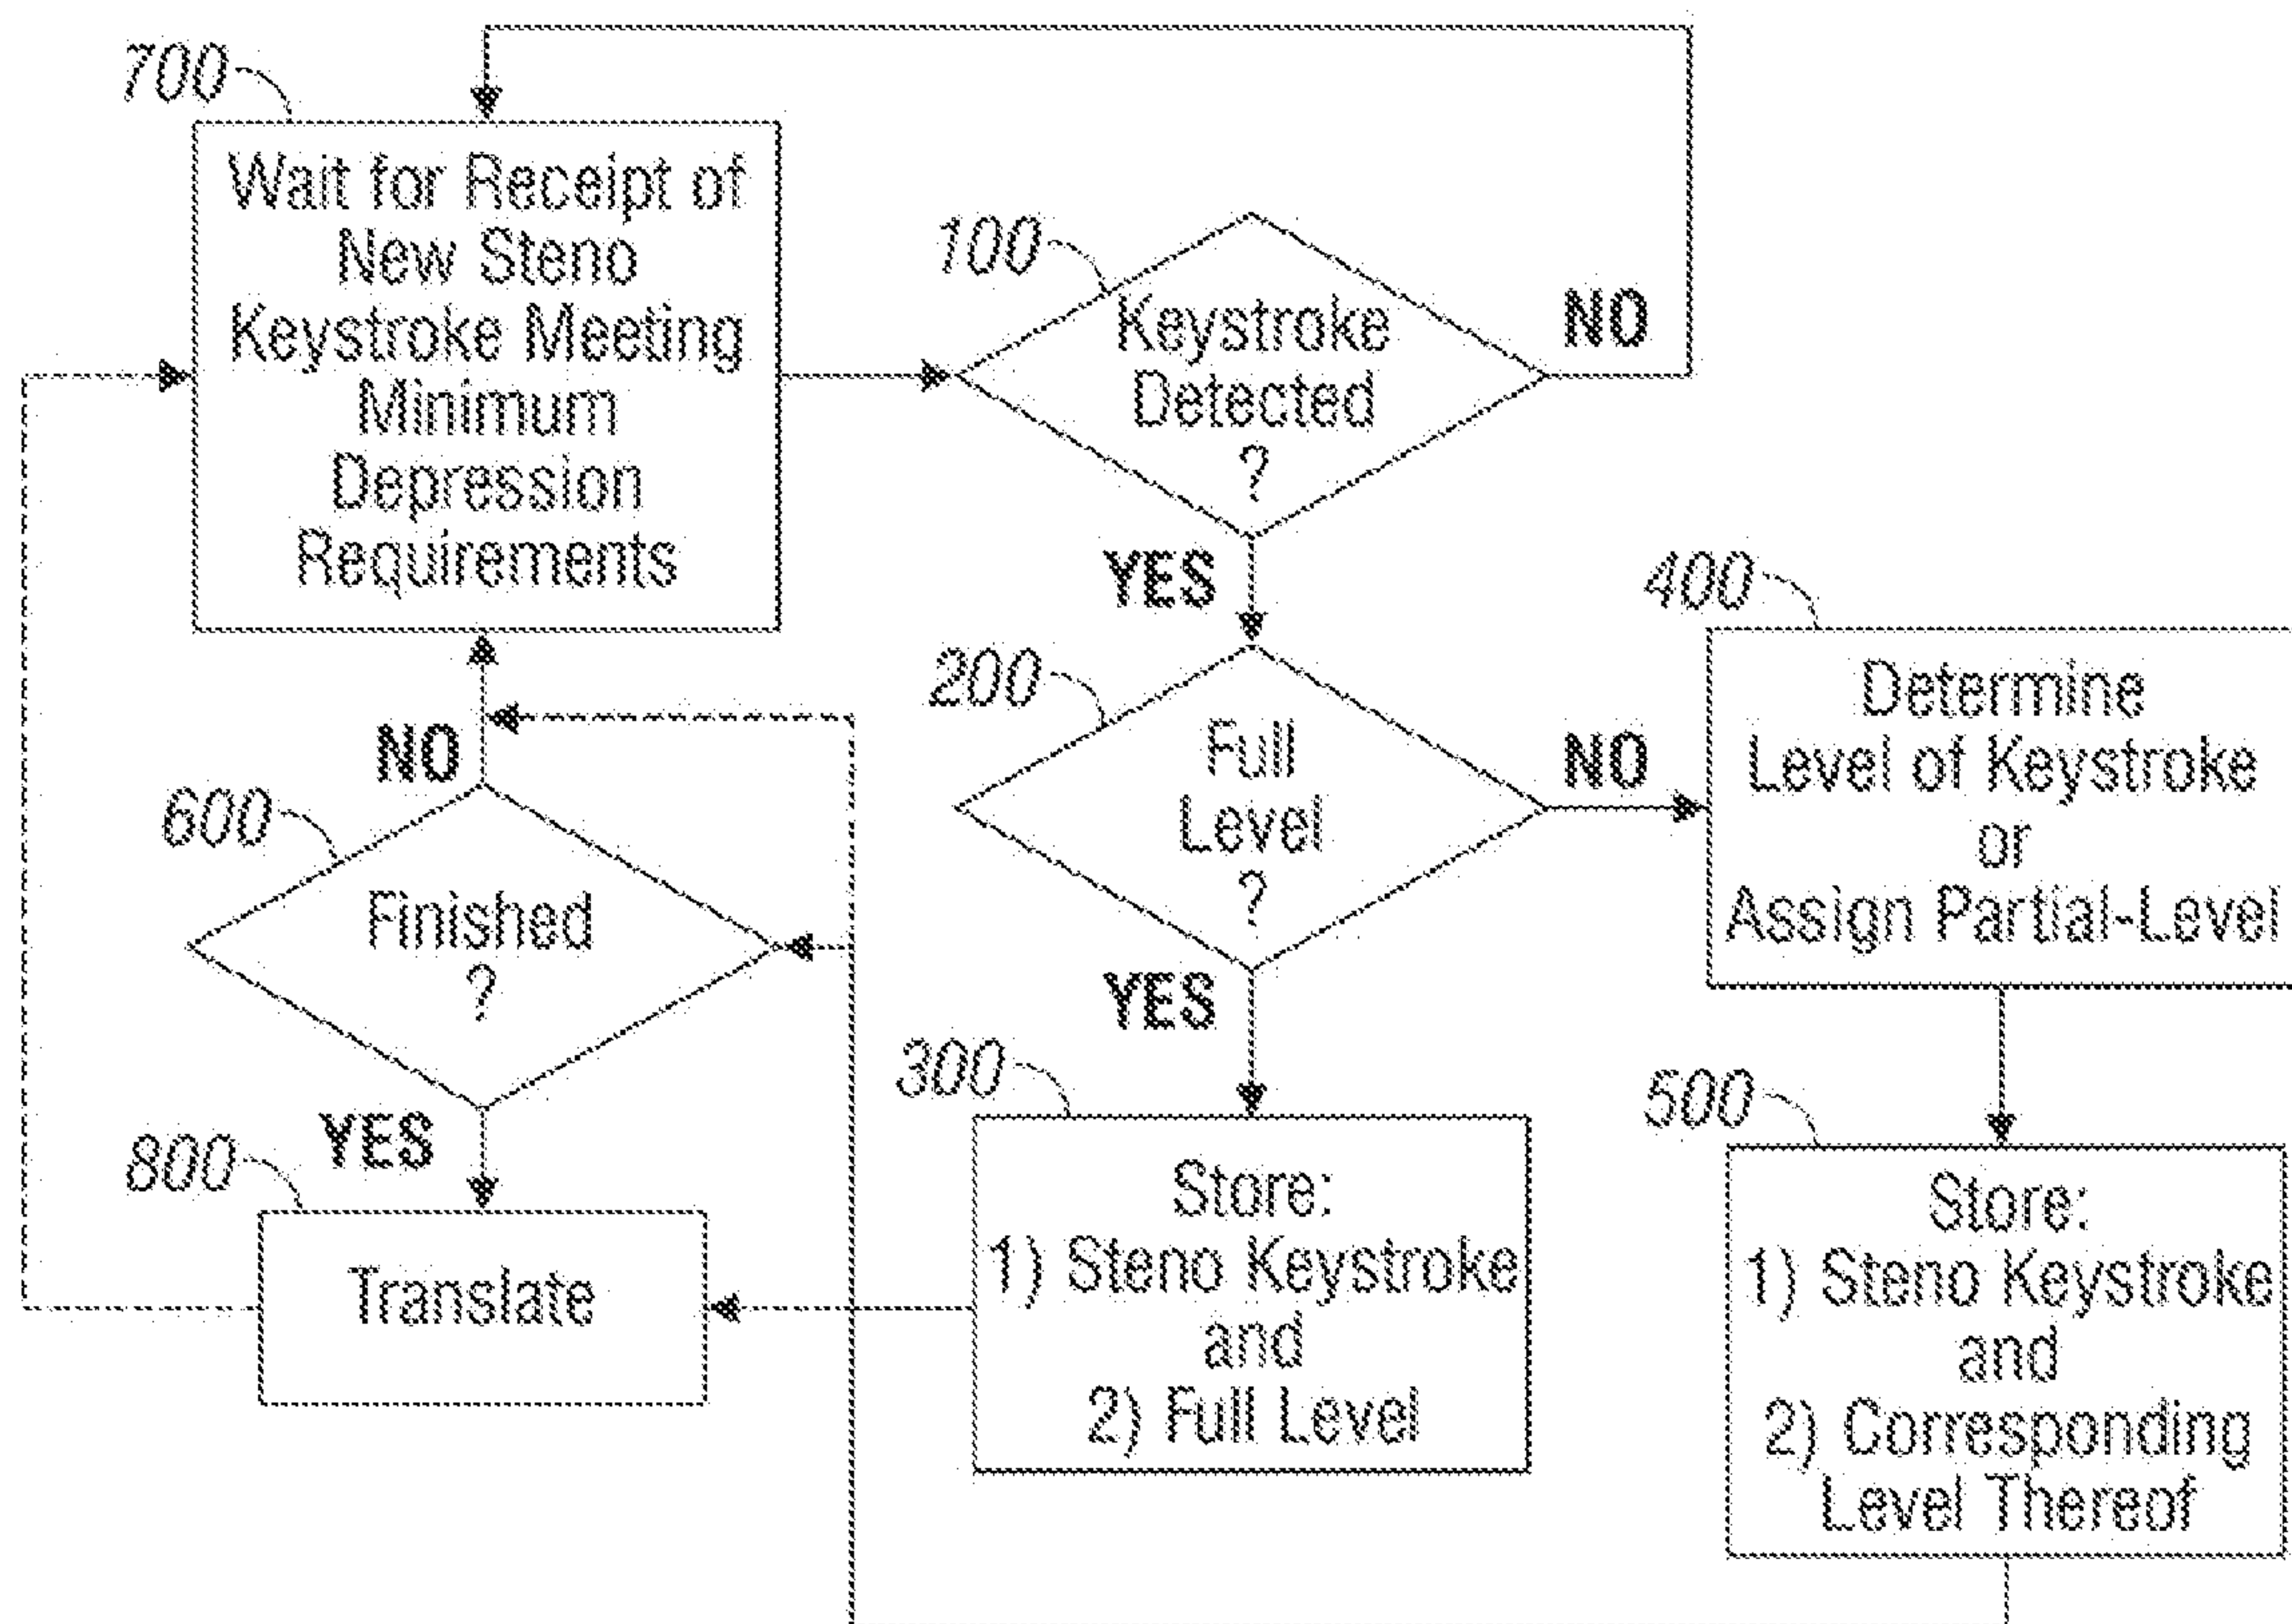 700
Wait for Receipt of
New Steno
Keystroke Meeting
Minimum
Depression
Requirements
100
Keystroke
Detected
?
NO
YES
200
Full
Level
?
NO
YES
400
Determine
Level of Keystroke
or
Assign Partial-Level
NO
600
Finished
?
YES
800
Translate
300
Store:
1) Steno Keystroke
and
2) Full Level
500
Store:
1) Steno Keystroke
and
2) Corresponding
Level Thereof